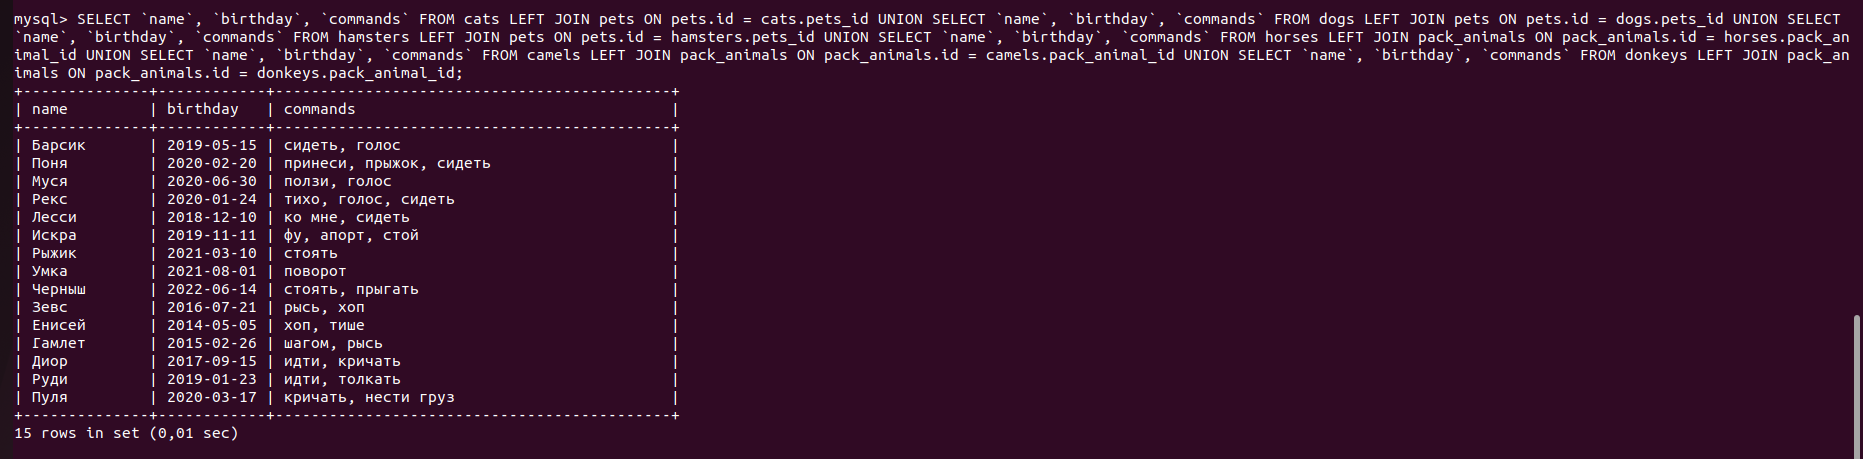 mysql> SELECT `name`, `birthday`, `commands` FROM cats LEFT JOIN pets ON pets.id = cats.pets_id UNION SELECT `name`, `birthday`, `commands` FROM dogs LEFT JOIN pets ON pets.id = dogs.pets_id UNION SELECT
`name`, `birthday`, `commands` FROM hamsters LEFT JOIN pets ON pets.id = hamsters.pets_id UNION SELECT `name`, `birthday`, `commands` FROM horses LEFT JOIN pack_animals ON pack_animals.id = horses.pack_an
imal_id UNION SELECT `name`, `birthday`, `commands` FROM camels LEFT JOIN pack_animals ON pack_animals.id = camels.pack_animal_id UNION SELECT `name`, `birthday`, `commands` FROM donkeys LEFT JOIN pack_an
imals ON pack_animals.id = donkeys.pack_animal_id;
+--------------+------------+--------------------------------------------+
| name         | birthday   | commands                                   |
+--------------+------------+--------------------------------------------+
| Барсик       | 2019-05-15 | сидеть, голос                              |
| Поня         | 2020-02-20 | принеси, прыжок, сидеть                    |
| Муся         | 2020-06-30 | ползи, голос                               |
| Рекс         | 2020-01-24 | тихо, голос, сидеть                        |
| Лесси        | 2018-12-10 | ко мне, сидеть                             |
| Искра        | 2019-11-11 | фу, апорт, стой                            |
| Рыжик        | 2021-03-10 | стоять                                     |
| Умка         | 2021-08-01 | поворот                                    |
| Черныш       | 2022-06-14 | стоять, прыгать                            |
| Зевс         | 2016-07-21 | рысь, хоп                                  |
| Енисей       | 2014-05-05 | хоп, тише                                  |
| Гамлет       | 2015-02-26 | шагом, рысь                                |
| Диор         | 2017-09-15 | идти, кричать                              |
| Руди         | 2019-01-23 | идти, толкать                              |
| Пуля         | 2020-03-17 | кричать, нести груз                        |
+--------------+------------+--------------------------------------------+
15 rows in set (0,01 sec)